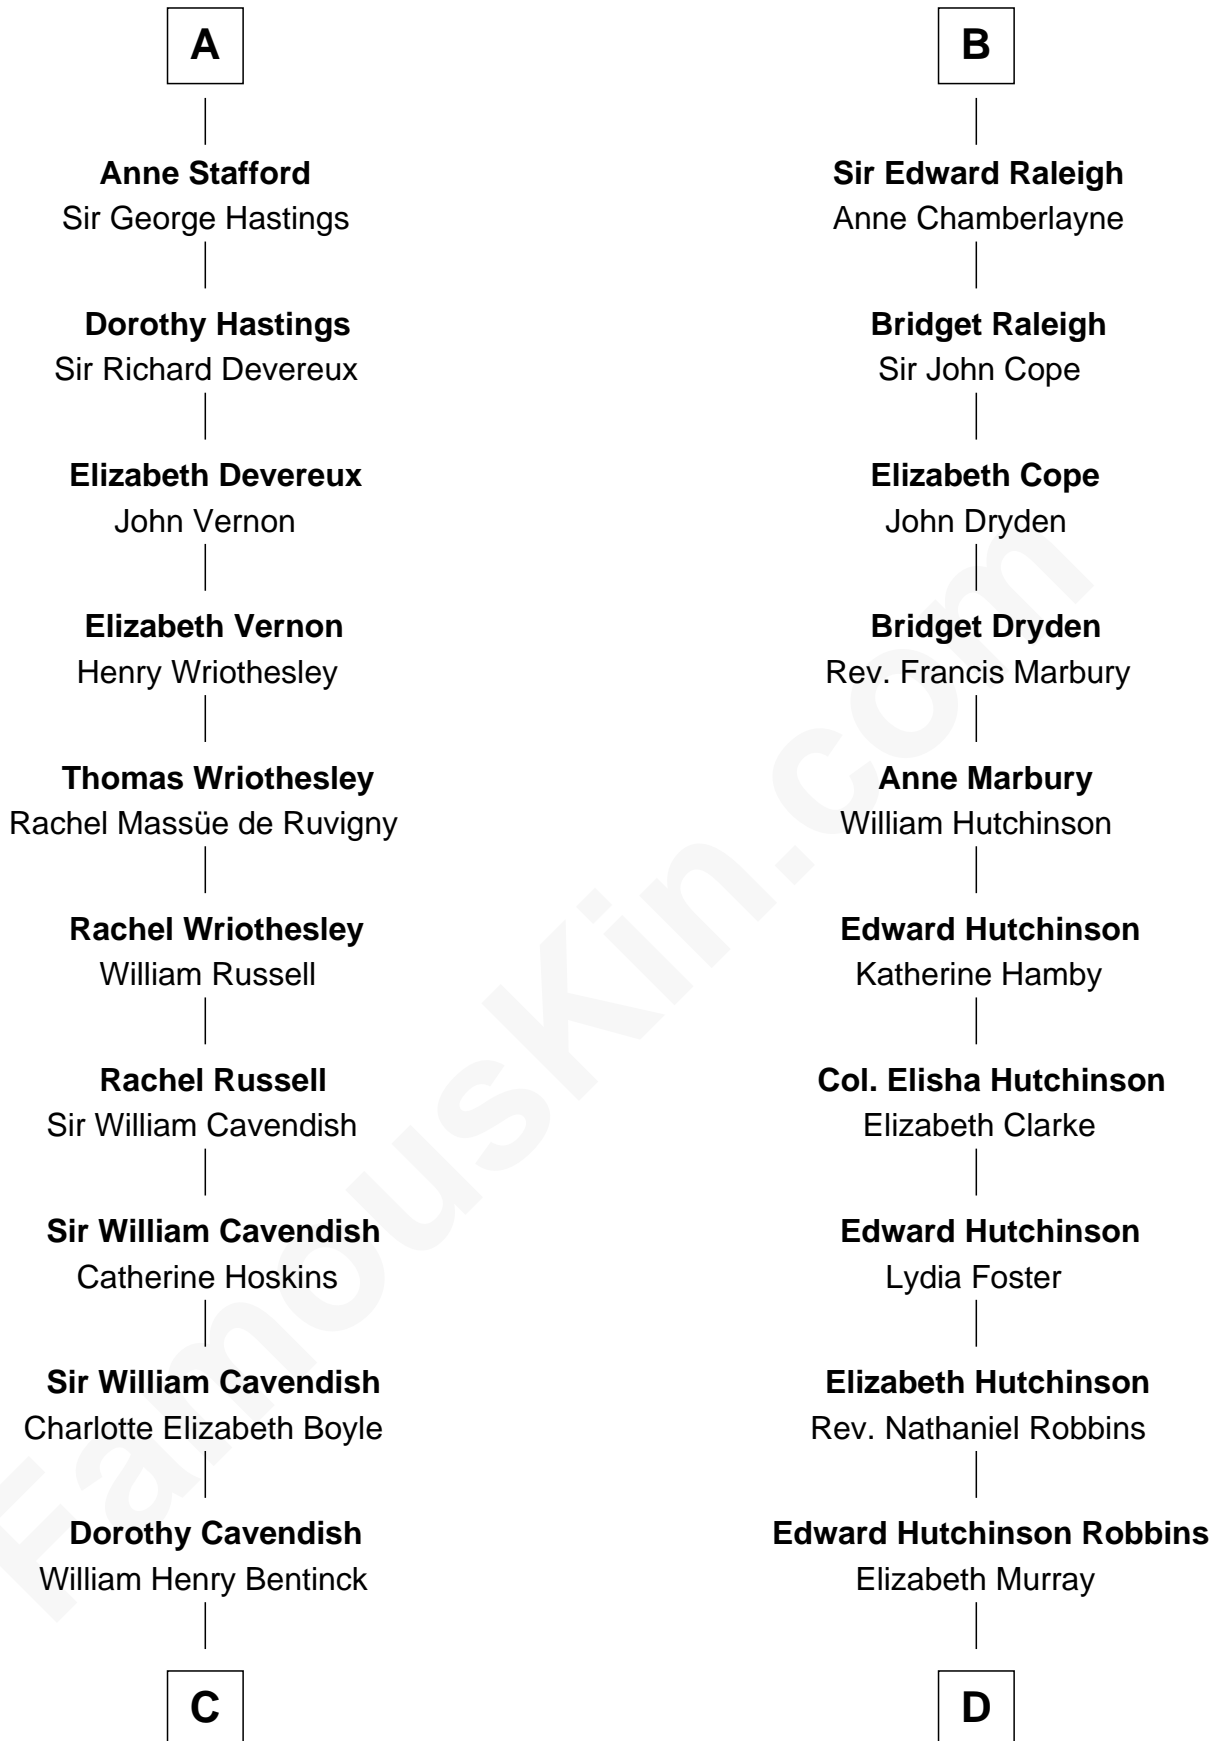 A
Anne Stafford
Sir George Hastings
Dorothy Hastings
Sir Richard Devereux
Elizabeth Devereux
John Vernon
Elizabeth Vernon
Henry Wriothesley
Thomas Wriothesley
Rachel Massüe de Ruvigny
Rachel Wriothesley
William Russell
Rachel Russell
Sir William Cavendish
Sir William Cavendish
Catherine Hoskins
Sir William Cavendish
Charlotte Elizabeth Boyle
Dorothy Cavendish
William Henry Bentinck
C
B
Sir Edward Raleigh
Anne Chamberlayne
Bridget Raleigh
Sir John Cope
Elizabeth Cope
John Dryden
Bridget Dryden
Rev. Francis Marbury
Anne Marbury
William Hutchinson
Edward Hutchinson
Katherine Hamby
Col. Elisha Hutchinson
Elizabeth Clarke
Edward Hutchinson
Lydia Foster
Elizabeth Hutchinson
Rev. Nathaniel Robbins
Edward Hutchinson Robbins
Elizabeth Murray
D
FamousKin.com